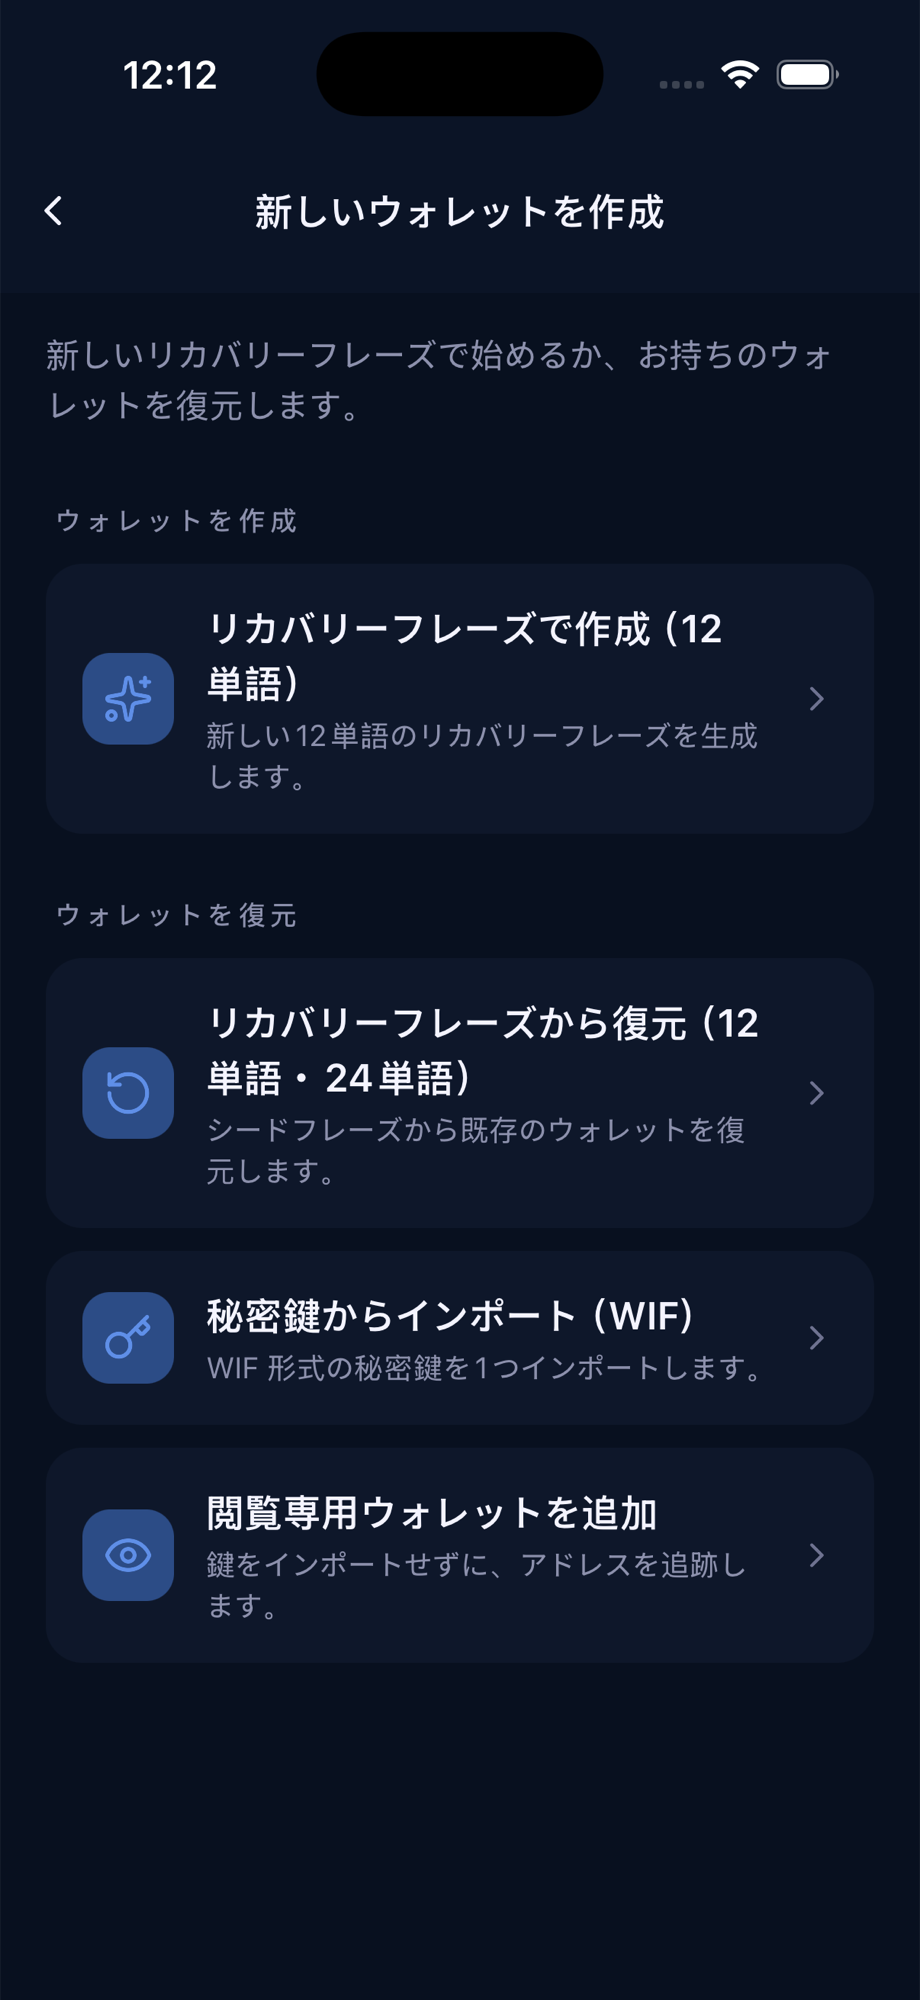 12:12
新しいウォレットを作成
新しいリカバリーフレーズで始めるか、お持ちのウォ
レットを復元します。
ウォレットを作成
リカバリーフレーズで作成（12
単語）
新しい12単語のリカバリーフレーズを生成
します。
ウォレットを復元
リカバリーフレーズから復元（12
単語・24単語）
シードフレーズから既存のウォレットを復
元します。
秘密鍵からインポート（WIF）
WIF 形式の秘密鍵を1つインポートします。
閲覧専用ウォレットを追加
鍵をインポートせずに、アドレスを追跡し
ます。